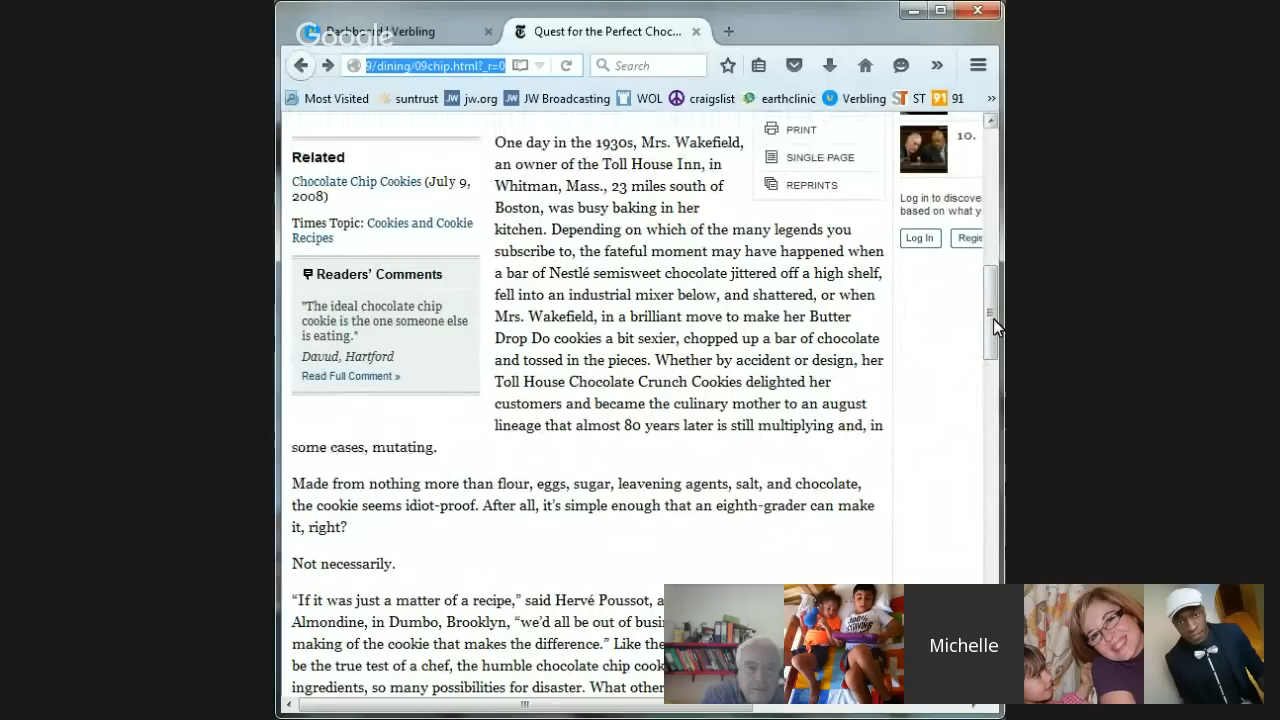 Google
Dashboard | Verbling
Quest for the Perfect Choc...
9/dining/09chip.html?_r=0
Search
Most Visited
suntrust
jw.org
JW Broadcasting
WOL
craigslist
earthclinic
Verbling
ST
91
»
PRINT
SINGLE PAGE
REPRINTS
10.
Log in to discove
based on what y
Log In
Regis
Related
Chocolate Chip Cookies (July 9,
2008)
Times Topic: Cookies and Cookie
Recipes
Readers' Comments
"The ideal chocolate chip
cookie is the one someone else
is eating."
Davud, Hartford
Read Full Comment »
One day in the 1930s, Mrs. Wakefield,
an owner of the Toll House Inn, in
Whitman, Mass., 23 miles south of
Boston, was busy baking in her
kitchen. Depending on which of the many legends you
subscribe to, the fateful moment may have happened when
a bar of Nestlé semisweet chocolate jittered off a high shelf,
fell into an industrial mixer below, and shattered, or when
Mrs. Wakefield, in a brilliant move to make her Butter
Drop Do cookies a bit sexier, chopped up a bar of chocolate
and tossed in the pieces. Whether by accident or design, her
Toll House Chocolate Crunch Cookies delighted her
customers and became the culinary mother to an august
lineage that almost 80 years later is still multiplying and, in
some cases, mutating.
Made from nothing more than flour, eggs, sugar, leavening agents, salt, and chocolate,
the cookie seems idiot-proof. After all, it's simple enough that an eighth-grader can make
it, right?
Not necessarily.
“If it was just a matter of a recipe,” said Hervé Poussot, a
Almondine, in Dumbo, Brooklyn, “we'd all be out of busi
making of the cookie that makes the difference.” Like the
be the true test of a chef, the humble chocolate chip cook
ingredients, so many possibilities for disaster. What other
Michelle